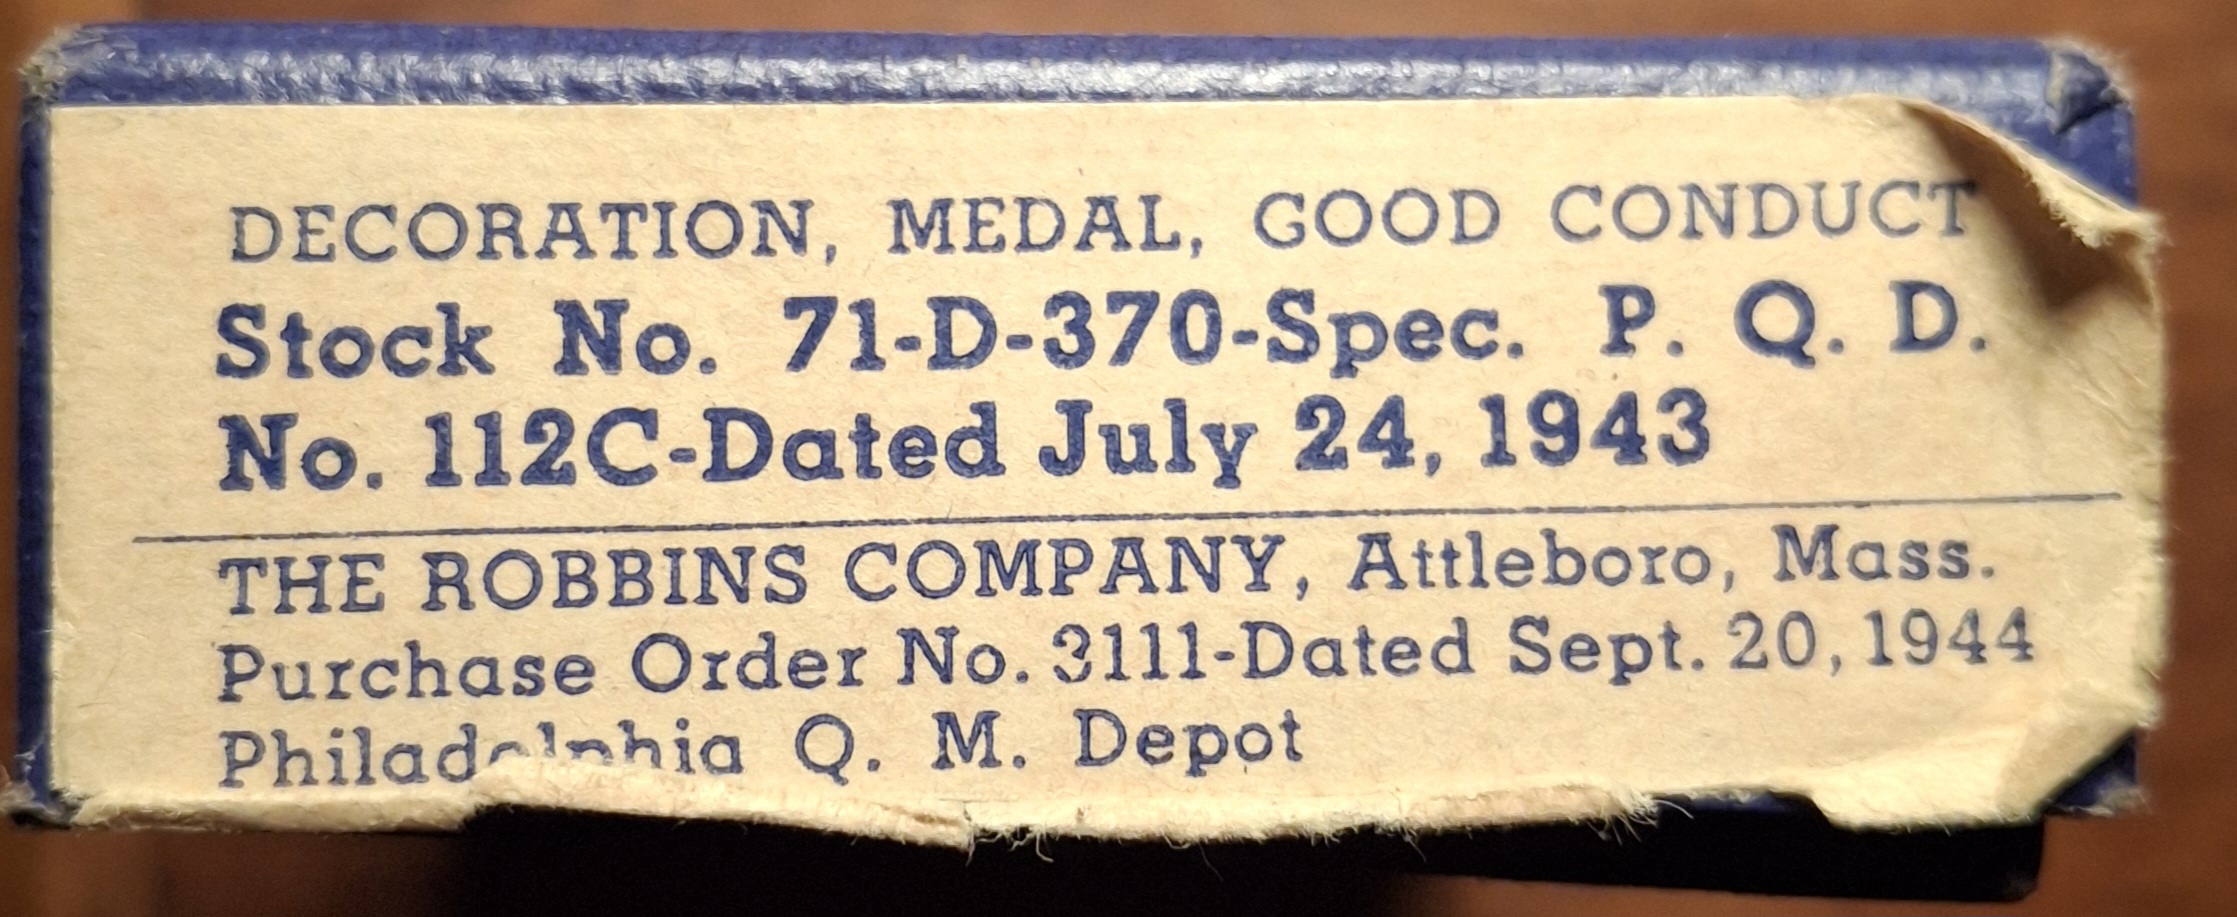 DECORATION, MEDAL, GOOD CONDUCT
Stock No. 71-D-370-Spec. P. Q. D.
No. 112C-Dated July 24, 1943
THE ROBBINS COMPANY, Attleboro, Mass.
Purchase Order No. 3111-Dated Sept. 20, 1944
Philadelphia Q. M. Depot